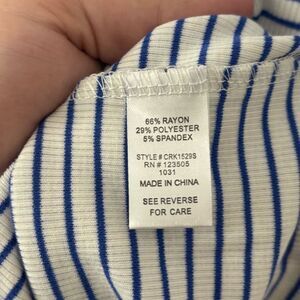 66% RAYON
29% POLYESTER
5% SPANDEX
STYLE # CRK1529S
RN # 123505
1031
MADE IN CHINA
SEE REVERSE
FOR CARE